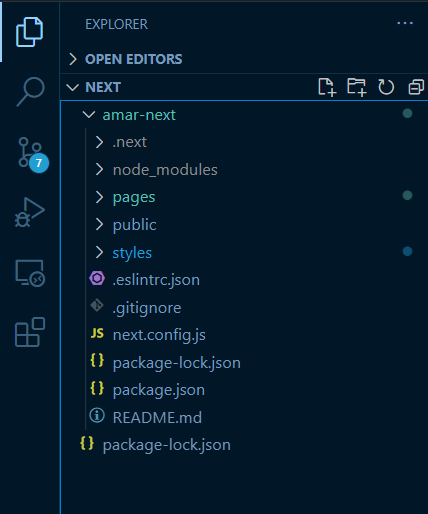 EXPLORER
OPEN EDITORS
NEXT
amar-next
.next
node_modules
pages
public
7
styles
.eslintrc.json
.gitignore
JS next.config.js
{} package-lock.json
{} package.json
README.md
{} package-lock.json